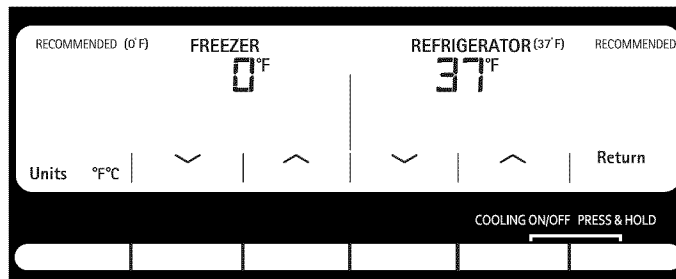 RECOMMENDED (0°F) FREEZER REFRIGERATOR (37°F) RECOMMENDED
0°F 37°F
Units °F°C Return
COOLING ON/OFF PRESS & HOLD